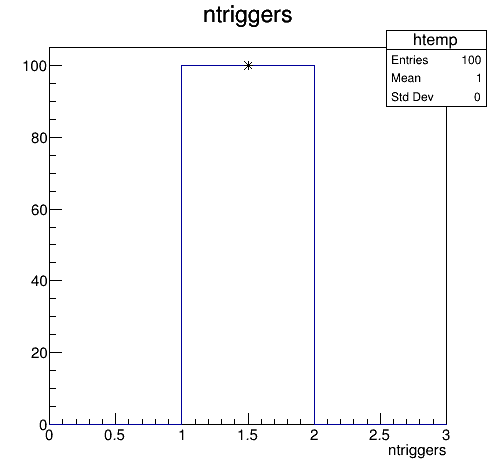 ntriggers
htemp
Entries 100
Mean 1
Std Dev 0
100
80
60
40
20
0
0 0.5 1 1.5 2 2.5 3
ntriggers